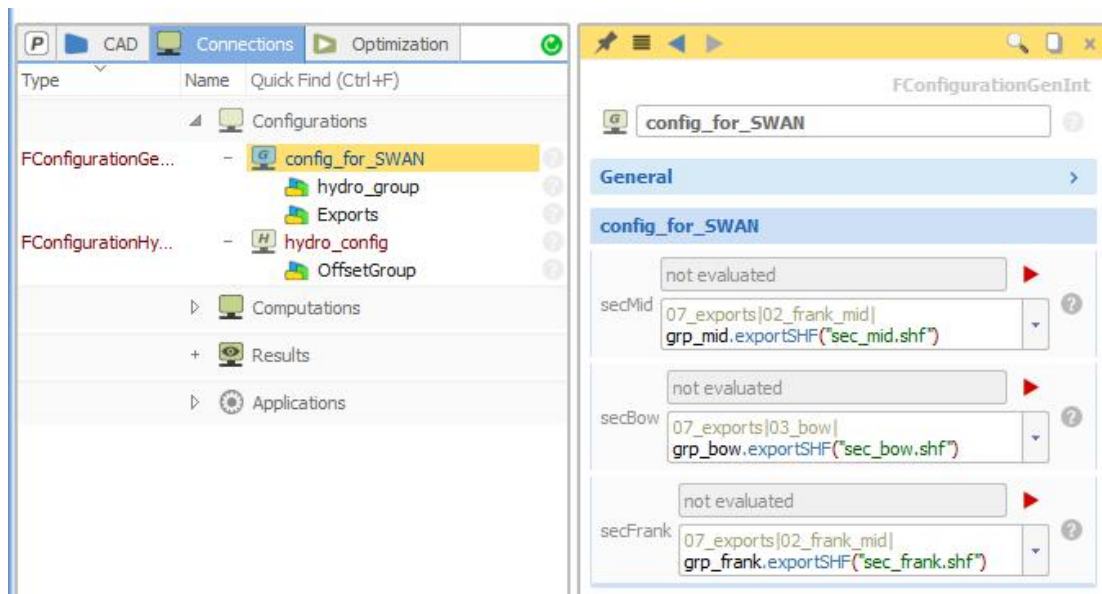 P CAD Connections Optimization
Type Name Quick Find (Ctrl+F)
Configurations
FConfigurationGe... - G config_for_SWAN
hydro_group
Exports
FConfigurationHy... - H hydro_config
OffsetGroup
Computations
+ Results
Applications
FConfigurationGenInt
G config_for_SWAN ?
General
config_for_SWAN
not evaluated
secMid 07_exports|02_frank_mid| ?
grp_mid.exportSHF("sec_mid.shf")
not evaluated
secBow 07_exports|03_bow| ?
grp_bow.exportSHF("sec_bow.shf")
not evaluated
secFrank 07_exports|02_frank_mid| ?
grp_frank.exportSHF("sec_frank.shf")